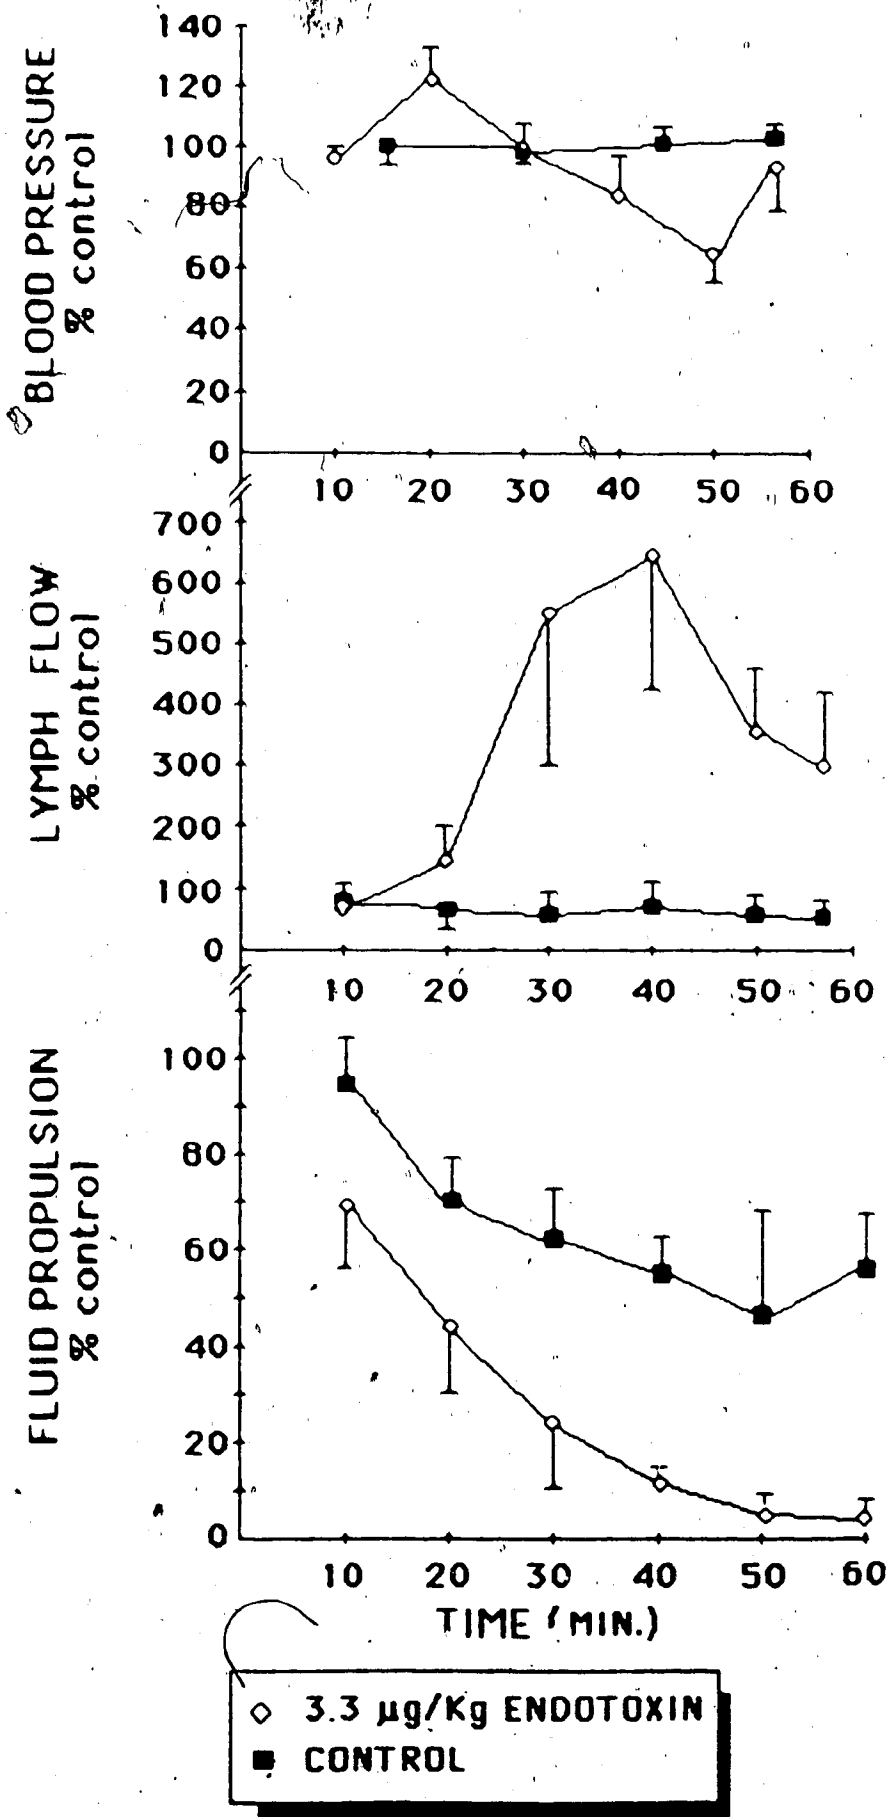 BLOOD PRESSURE
% control
140
120
100
80
60
40
20
0
10 20 30 40 50 60
LYMPH FLOW
% control
700
600
500
400
300
200
100
0
10 20 30 40 50 60
FLUID PROPULSION
% control
100
80
60
40
20
0
10 20 30 40 50 60
TIME (MIN.)
3.3 µg/Kg ENDOTOXIN
CONTROL